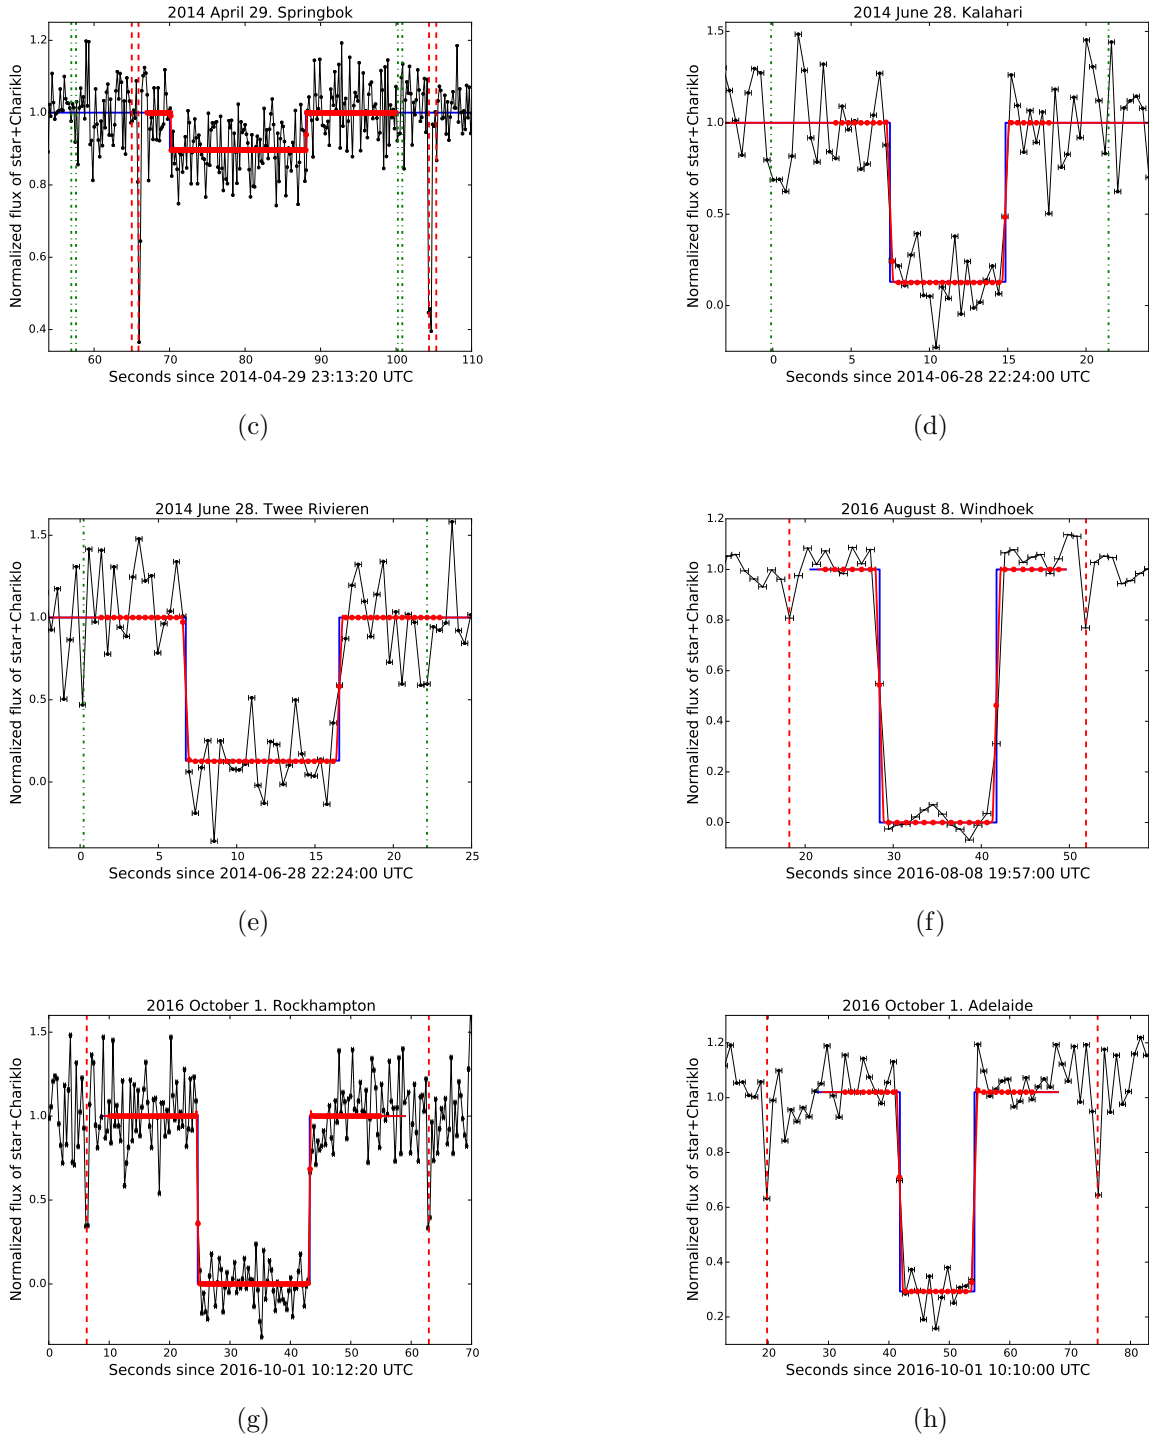 2014 April 29. Springbok
Normalized flux of star+Chariklo
1.2
1.0
0.8
0.6
0.4
60 70 80 90 100 110
Seconds since 2014-04-29 23:13:20 UTC
(c)
2014 June 28. Kalahari
Normalized flux of star+Chariklo
1.5
1.0
0.5
0.0
0 5 10 15 20
Seconds since 2014-06-28 22:24:00 UTC
(d)
2014 June 28. Twee Rivieren
Normalized flux of star+Chariklo
1.5
1.0
0.5
0.0
0 5 10 15 20 25
Seconds since 2014-06-28 22:24:00 UTC
(e)
2016 August 8. Windhoek
Normalized flux of star+Chariklo
1.2
1.0
0.8
0.6
0.4
0.2
0.0
20 30 40 50
Seconds since 2016-08-08 19:57:00 UTC
(f)
2016 October 1. Rockhampton
Normalized flux of star+Chariklo
1.5
1.0
0.5
0.0
0 10 20 30 40 50 60 70
Seconds since 2016-10-01 10:12:20 UTC
(g)
2016 October 1. Adelaide
Normalized flux of star+Chariklo
1.2
1.0
0.8
0.6
0.4
0.2
20 30 40 50 60 70 80
Seconds since 2016-10-01 10:10:00 UTC
(h)